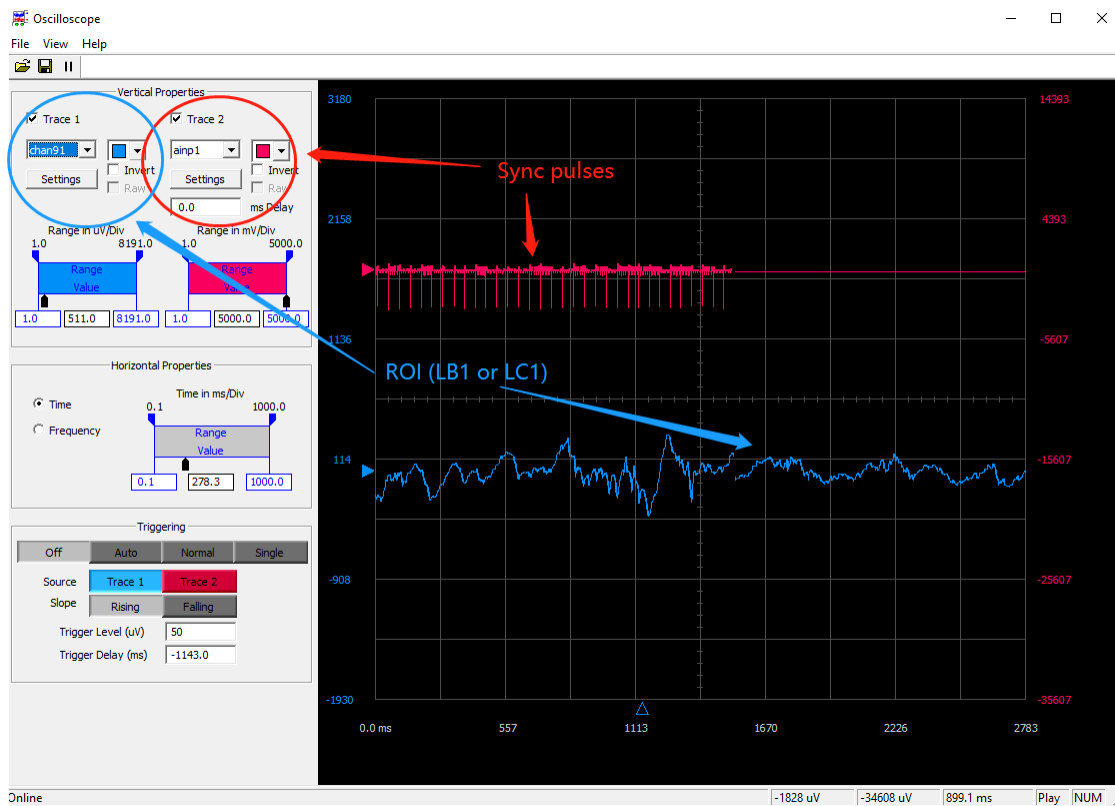 Oscilloscope
File View Help
Vertical Properties
Trace 1 Trace 2
chan91 ainp1
Invert Invert
Settings Settings
Raw Raw
0.0 ms Delay
Range in uV/Div Range in mV/Div
1.0 8191.0 1.0 5000.0
Range Range
Value Value
1.0 511.0 8191.0 1.0 5000.0 5000.0
Horizontal Properties
Time
Frequency
Time in ms/Div
0.1 1000.0
Range
Value
0.1 278.3 1000.0
Triggering
Off Auto Normal Single
Source Trace 1 Trace 2
Slope Rising Falling
Trigger Level (uV) 50
Trigger Delay (ms) -1143.0
3180 14393
2158 4393
1136 -5607
114 -15607
-908 -25607
-1930 -35607
0.0 ms 557 1113 1670 2226 2783
Sync pulses
ROI (LB1 or LC1)
Online -1828 uV -34608 uV 899.1 ms Play NUM